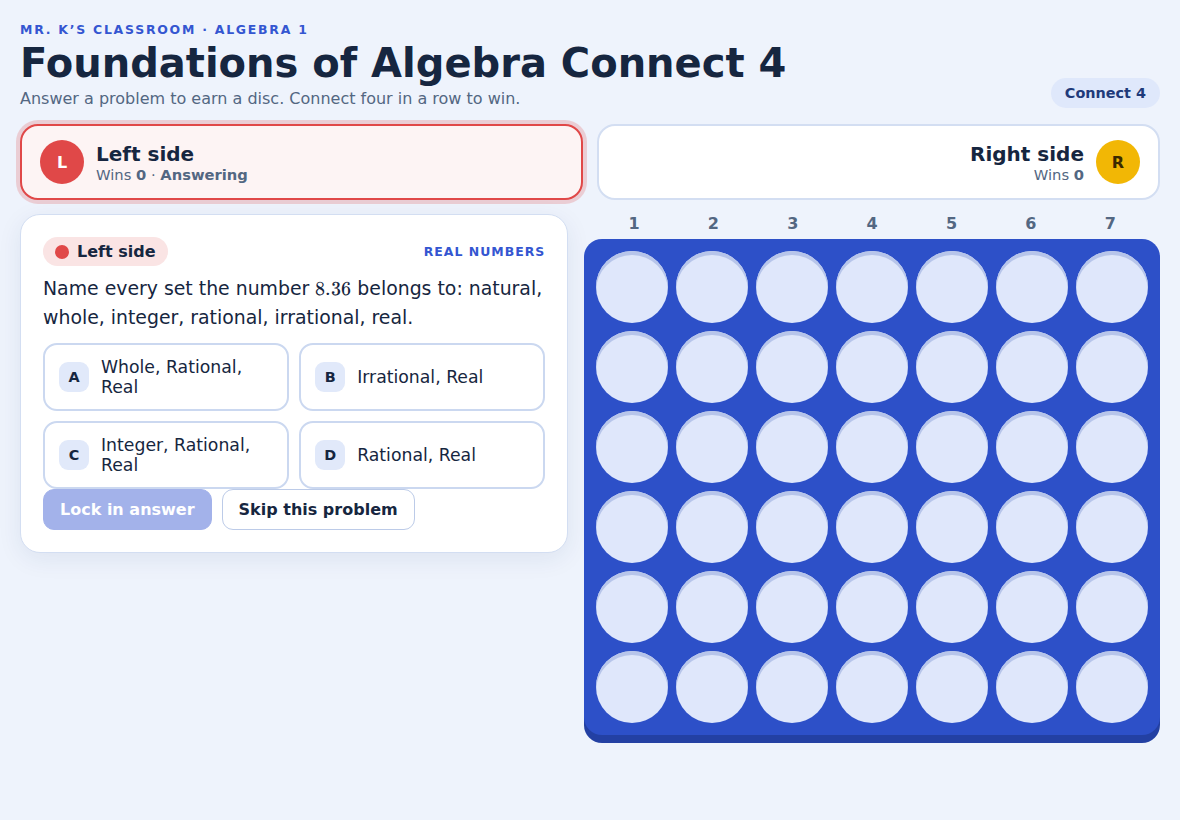 MR. K'S CLASSROOM · ALGEBRA 1
Foundations of Algebra Connect 4
Answer a problem to earn a disc. Connect four in a row to win.
Connect 4
L
Left side
Wins 0 · Answering
Right side
Wins 0
R
Left side
REAL NUMBERS
Name every set the number 8.36 belongs to: natural,
whole, integer, rational, irrational, real.
A
Whole, Rational,
Real
B
Irrational, Real
C
Integer, Rational,
Real
D
Rational, Real
Lock in answer
Skip this problem
1 2 3 4 5 6 7